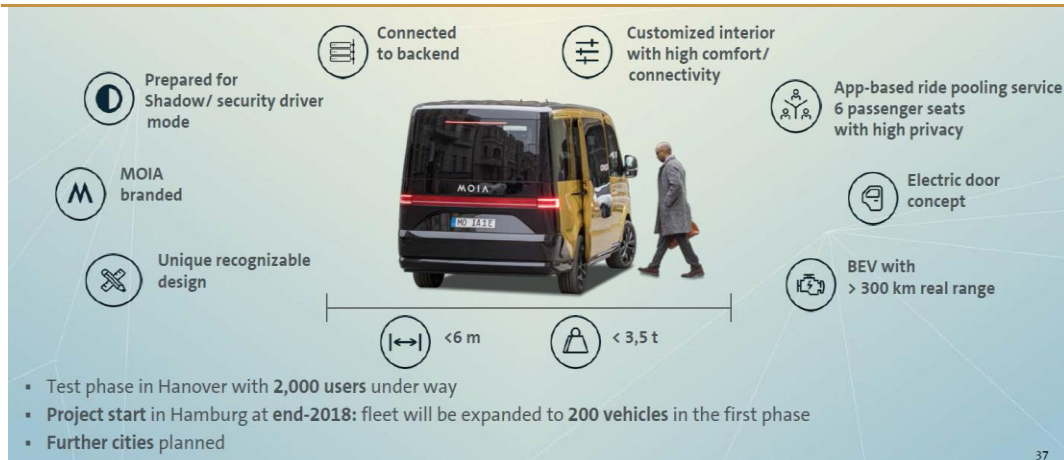 Connected
to backend
Customized interior
with high comfort/
connectivity
Prepared for
Shadow/ security driver
mode
App-based ride pooling service
6 passenger seats
with high privacy
MOIA
branded
MOIA
MO IA1E
Electric door
concept
Unique recognizable
design
BEV with
> 300 km real range
<6 m
< 3,5 t
▪ Test phase in Hanover with 2,000 users under way
▪ Project start in Hamburg at end-2018: fleet will be expanded to 200 vehicles in the first phase
▪ Further cities planned
37